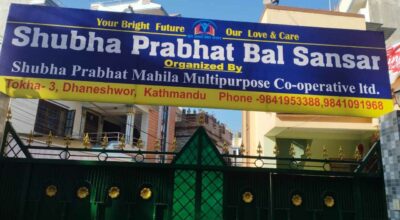 Your Bright Future Our Love & Care
Shubha Prabhat Bal Sansar
Organized By
Shubha Prabhat Mahila Multipurpose Co-operative ltd.
Tokha- 3, Dhaneshwor, Kathmandu Phone -9841953388,9841091968